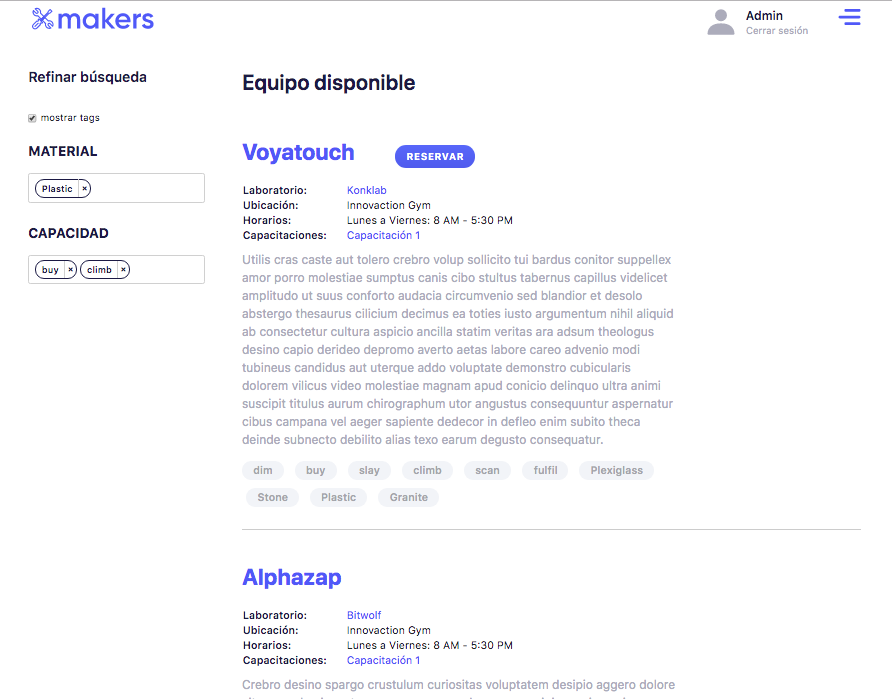 makers
Admin
Cerrar sesión
Refinar búsqueda
mostrar tags
MATERIAL
Plastic ×
CAPACIDAD
buy × climb ×
Equipo disponible
Voyatouch RESERVAR
Laboratorio: Konklab
Ubicación: Innovaction Gym
Horarios: Lunes a Viernes: 8 AM - 5:30 PM
Capacitaciones: Capacitación 1
Utilis cras caste aut tolero crebro volup sollicito tui bardus conitor suppellex
amor porro molestiae sumptus canis cibo stultus tabernus capillus videlicet
amplitudo ut suus conforto audacia circumvenio sed blandior et desolo
abstergo thesaurus cilicium decimus ea toties iusto argumentum nihil aliquid
ab consectetur cultura aspicio ancilla statim veritas ara adsum theologus
desino capio derideo depromo averto aetas labore careo advenio modi
tubineus candidus aut uterque addo voluptate demonstro cubicularis
dolorem vilicus video molestiae magnam apud conicio delinquo ultra animi
suscipit titulus aurum chirographum utor angustus consequuntur aspernatur
cibus campana vel aeger sapiente dedecor in defleo enim subito theca
deinde subnecto debilito alias texo earum degusto consequatur.
dim buy slay climb scan fulfil Plexiglass
Stone Plastic Granite
Alphazap
Laboratorio: Bitwolf
Ubicación: Innovaction Gym
Horarios: Lunes a Viernes: 8 AM - 5:30 PM
Capacitaciones: Capacitación 1
Crebro desino spargo crustulum curiositas voluptatem desipio aggero dolore